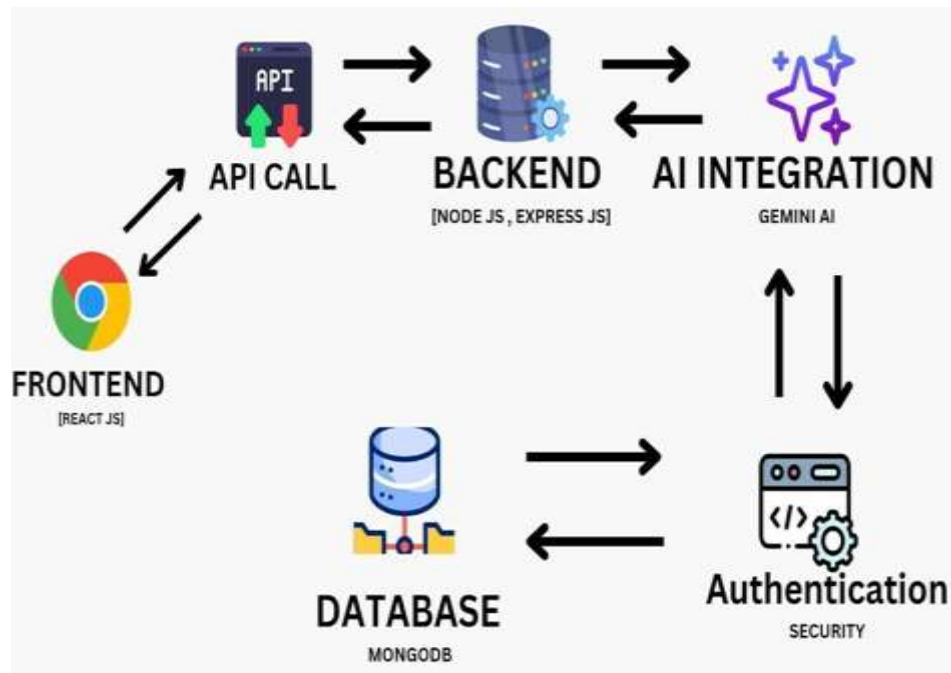 API
API CALL
BACKEND
[NODE JS , EXPRESS JS]
AI INTEGRATION
GEMINI AI
FRONTEND
[REACT JS]
</>
Authentication
SECURITY
DATABASE
MONGODB